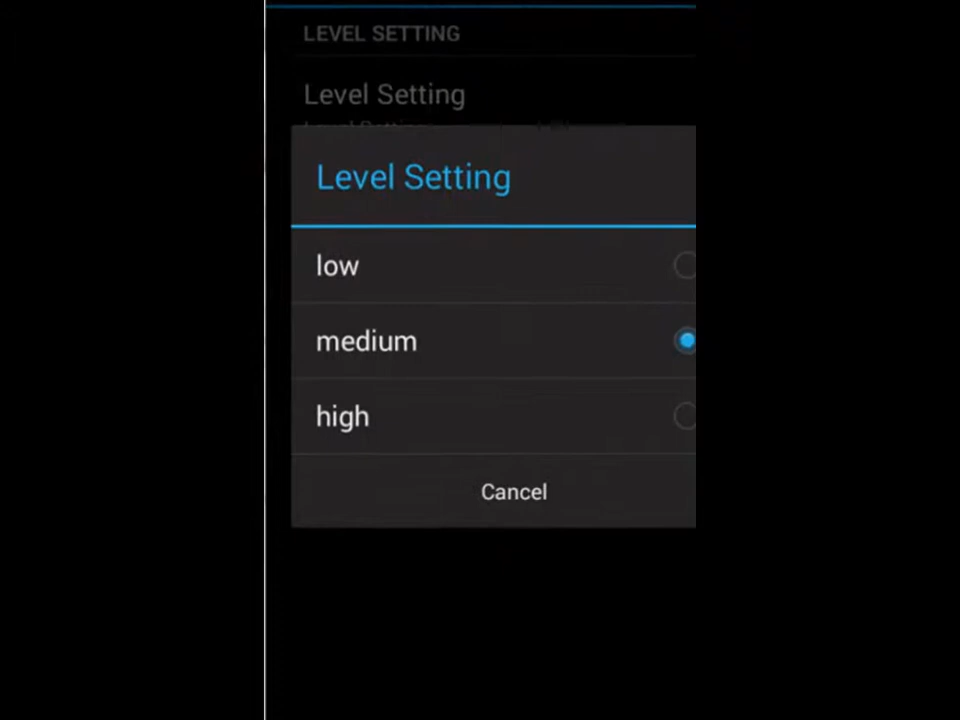 LEVEL SETTING
Level Setting
Level Setting
low
medium
high
Cancel